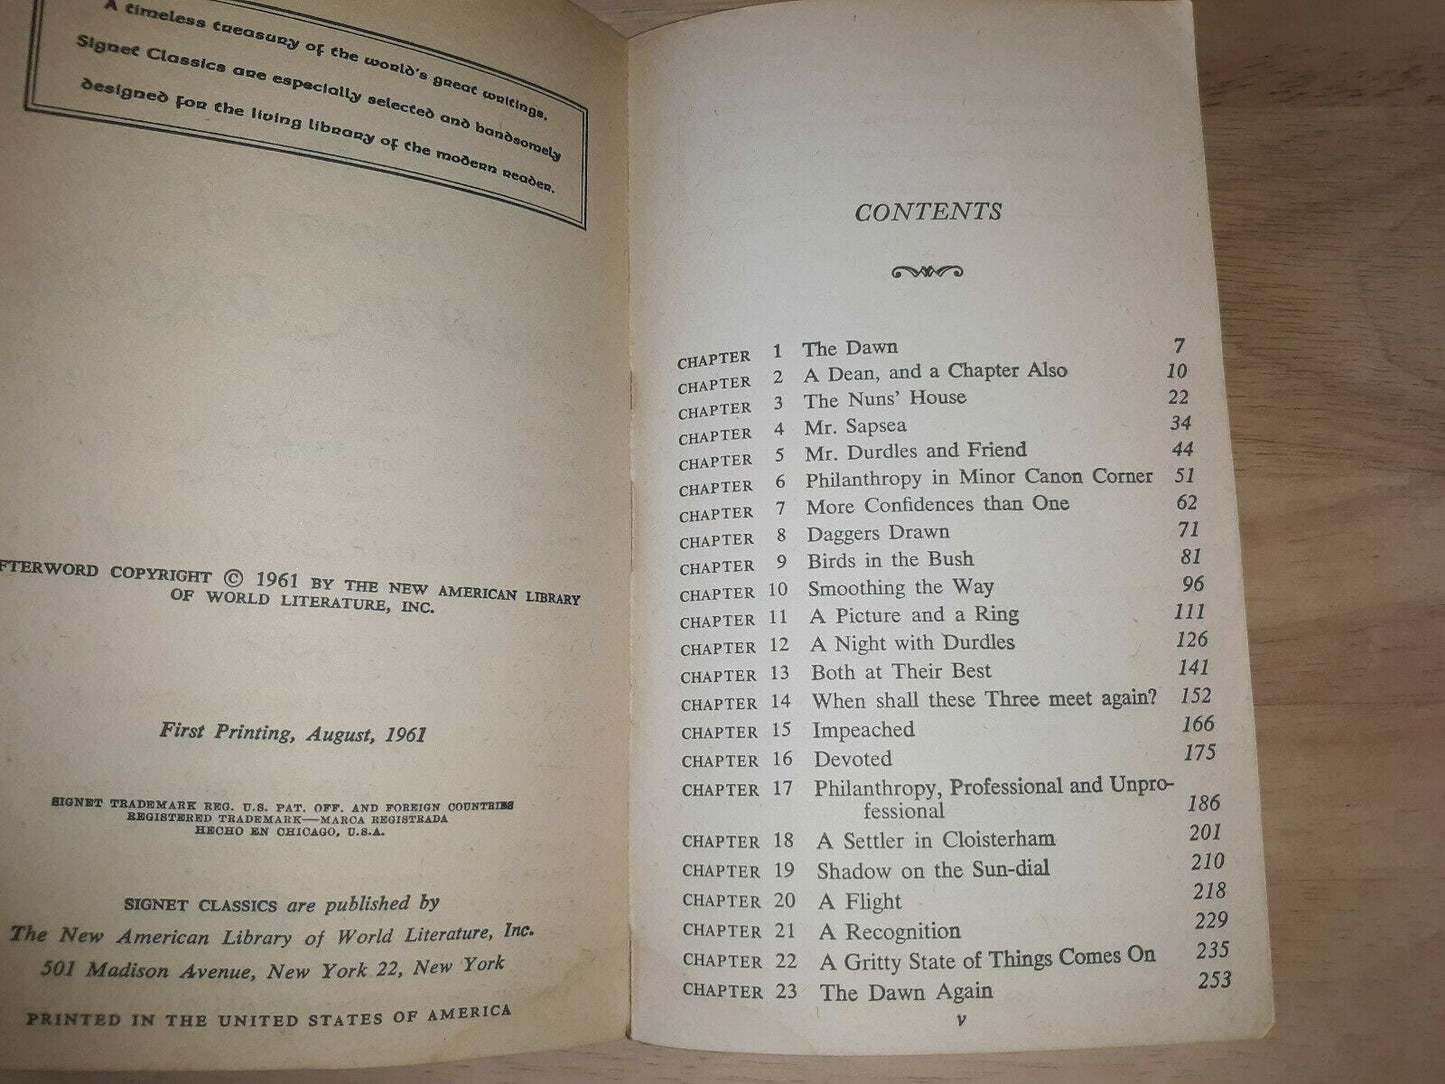 A timeless treasury of the world's great writings,
Signet Classics are especially selected and handsomely
designed for the living library of the modern reader.
FTERWORD COPYRIGHT © 1961 BY THE NEW AMERICAN LIBRARY
OF WORLD LITERATURE, INC.
First Printing, August, 1961
SIGNET TRADEMARK REG. U.S. PAT. OFF. AND FOREIGN COUNTRIES
REGISTERED TRADEMARK—MARCA REGISTRADA
HECHO EN CHICAGO, U.S.A.
SIGNET CLASSICS are published by
The New American Library of World Literature, Inc.
501 Madison Avenue, New York 22, New York
PRINTED IN THE UNITED STATES OF AMERICA
CONTENTS
CHAPTER 1 The Dawn 7
CHAPTER 2 A Dean, and a Chapter Also 10
CHAPTER 3 The Nuns' House 22
CHAPTER 4 Mr. Sapsea 34
CHAPTER 5 Mr. Durdles and Friend 44
CHAPTER 6 Philanthropy in Minor Canon Corner 51
CHAPTER 7 More Confidences than One 62
CHAPTER 8 Daggers Drawn 71
CHAPTER 9 Birds in the Bush 81
CHAPTER 10 Smoothing the Way 96
CHAPTER 11 A Picture and a Ring 111
CHAPTER 12 A Night with Durdles 126
CHAPTER 13 Both at Their Best 141
CHAPTER 14 When shall these Three meet again? 152
CHAPTER 15 Impeached 166
CHAPTER 16 Devoted 175
CHAPTER 17 Philanthropy, Professional and Unpro-
fessional 186
CHAPTER 18 A Settler in Cloisterham 201
CHAPTER 19 Shadow on the Sun-dial 210
CHAPTER 20 A Flight 218
CHAPTER 21 A Recognition 229
CHAPTER 22 A Gritty State of Things Comes On 235
CHAPTER 23 The Dawn Again 253
v